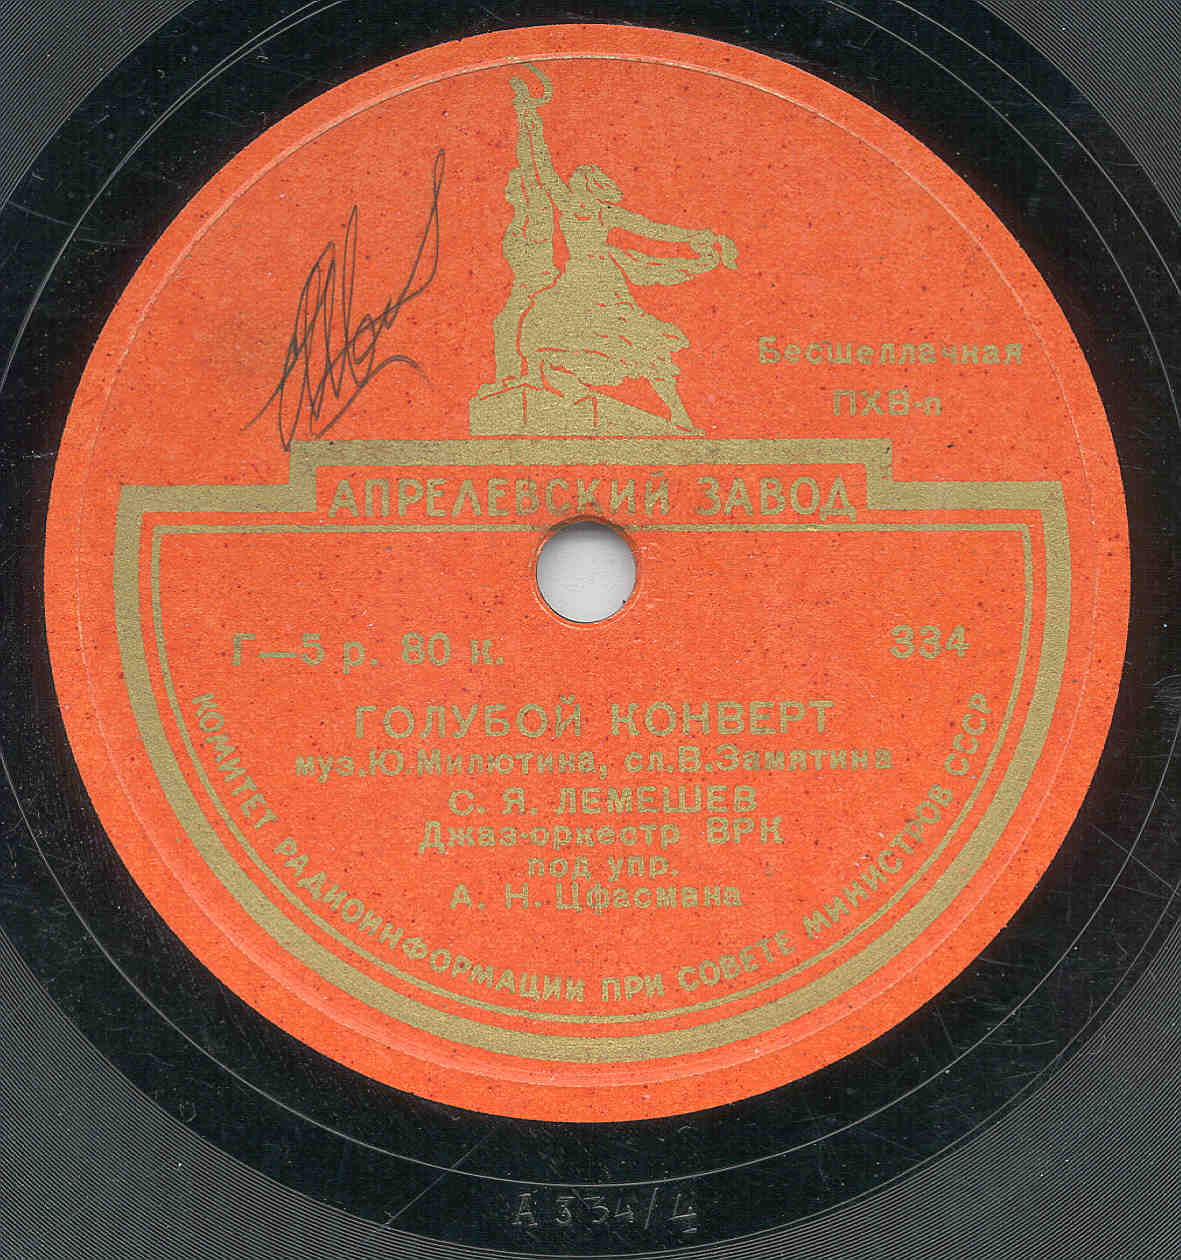 Бесшеллачная
ПХВ-п
АПРЕЛЕВСКИЙ ЗАВОД
Г—5 р. 80 к.
334
ГОЛУБОЙ КОНВЕРТ
муз.Ю.Милютина, сл.В.Замятина
С. Я. ЛЕМЕШЕВ
Джаз-оркестр ВРК
под упр.
А. Н. Цфасмана
КОМИТЕТ РАДИОИНФОРМАЦИИ ПРИ СОВЕТЕ МИНИСТРОВ СССР
А 334/4